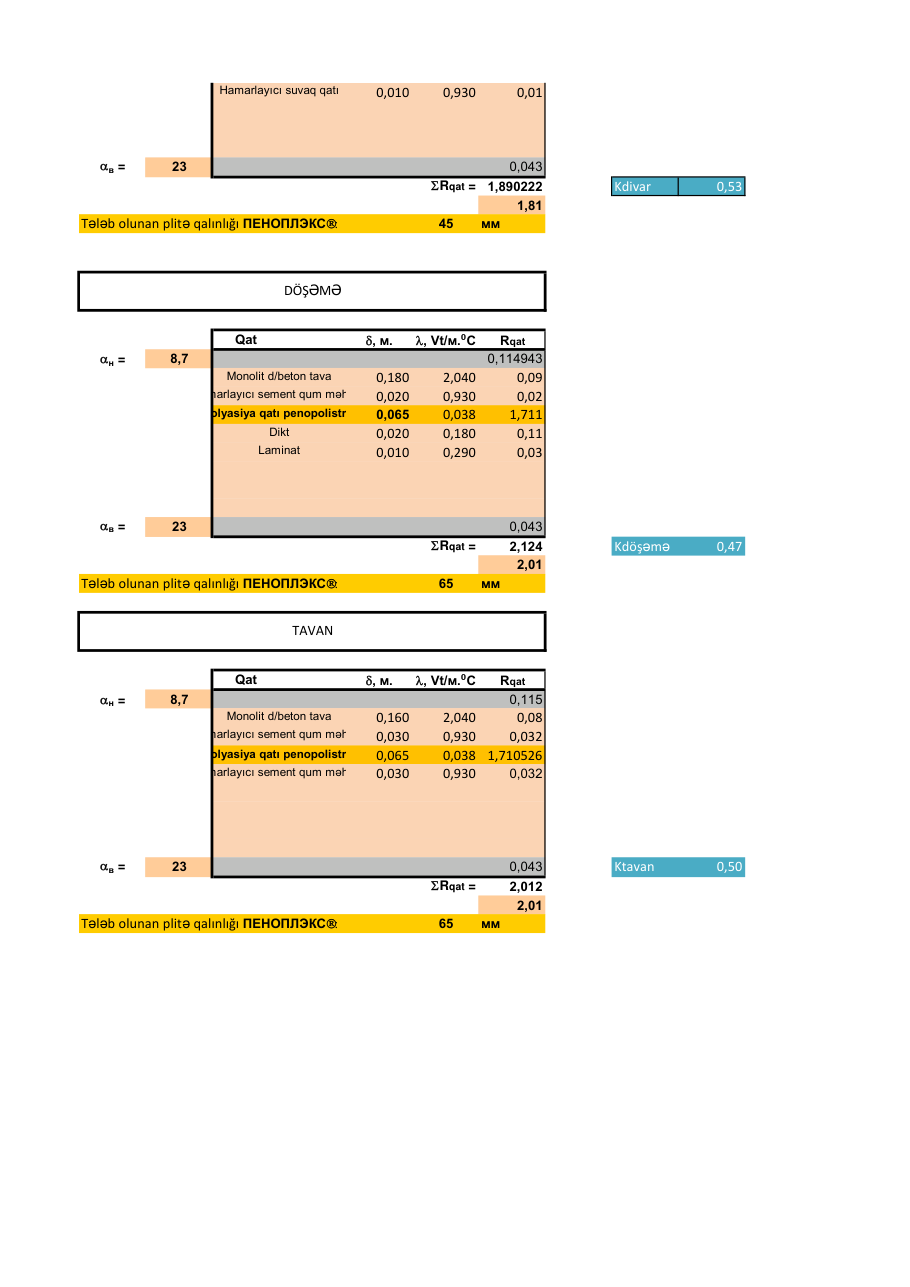 Hamarlayıcı suvaq qatı 0,010 0,930 0,01
αв = 23 0,043
ΣRqat = 1,890222 Kdivar 0,53
1,81
Tələb olunan plitə qalınlığı ПЕНОПЛЭКС®: 45 мм
DÖŞƏMƏ
Qat δ, м. λ, Vt/м.⁰С Rqat
αн = 8,7 0,114943
Monolit d/beton tava 0,180 2,040 0,09
arlayıcı sement qum məh 0,020 0,930 0,02
olyasiya qatı penopolistr 0,065 0,038 1,711
Dikt 0,020 0,180 0,11
Laminat 0,010 0,290 0,03
αв = 23 0,043
ΣRqat = 2,124 Kdöşəmə 0,47
2,01
Tələb olunan plitə qalınlığı ПЕНОПЛЭКС®: 65 мм
TAVAN
Qat δ, м. λ, Vt/м.⁰С Rqat
αн = 8,7 0,115
Monolit d/beton tava 0,160 2,040 0,08
arlayıcı sement qum məh 0,030 0,930 0,032
olyasiya qatı penopolistr 0,065 0,038 1,710526
arlayıcı sement qum məh 0,030 0,930 0,032
αв = 23 0,043 Ktavan 0,50
ΣRqat = 2,012
2,01
Tələb olunan plitə qalınlığı ПЕНОПЛЭКС®: 65 мм